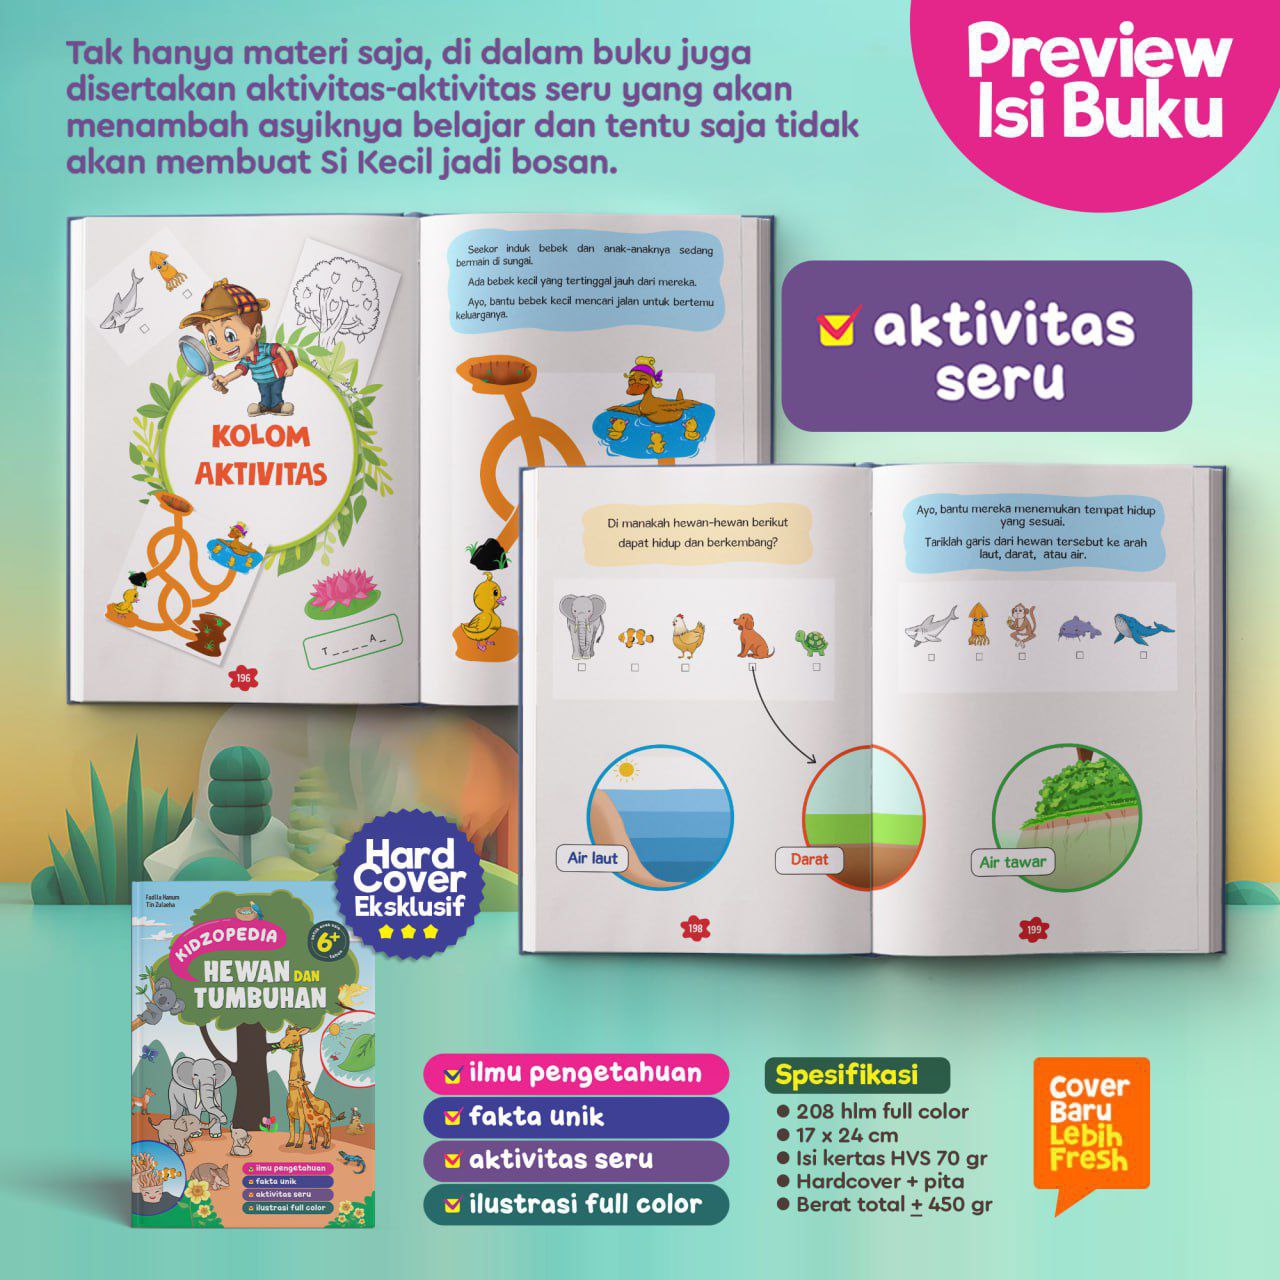 Tak hanya materi saja, di dalam buku juga
disertakan aktivitas-aktivitas seru yang akan
menambah asyiknya belajar dan tentu saja tidak
akan membuat Si Kecil jadi bosan.
Preview
Isi Buku
aktivitas
seru
KOLOM
AKTIVITAS
T _ _ _ _ A _
196
Seekor induk bebek dan anak-anaknya sedang
bermain di sungai.
Ada bebek kecil yang tertinggal jauh dari mereka.
Ayo, bantu bebek kecil mencari jalan untuk bertemu
keluarganya.
Di manakah hewan-hewan berikut
dapat hidup dan berkembang?
Air laut
Darat
198
Ayo, bantu mereka menemukan tempat hidup
yang sesuai.
Tariklah garis dari hewan tersebut ke arah
laut, darat, atau air.
Air tawar
199
Hard
Cover
Eksklusif
Fadila Hanum
Tin Zulaeha
KIDZOPEDIA
6+
HEWAN DAN
TUMBUHAN
ilmu pengetahuan
fakta unik
aktivitas seru
ilustrasi full color
ilmu pengetahuan
fakta unik
aktivitas seru
ilustrasi full color
Spesifikasi
208 hlm full color
17 x 24 cm
Isi kertas HVS 70 gr
Hardcover + pita
Berat total ± 450 gr
Cover
Baru
Lebih
Fresh